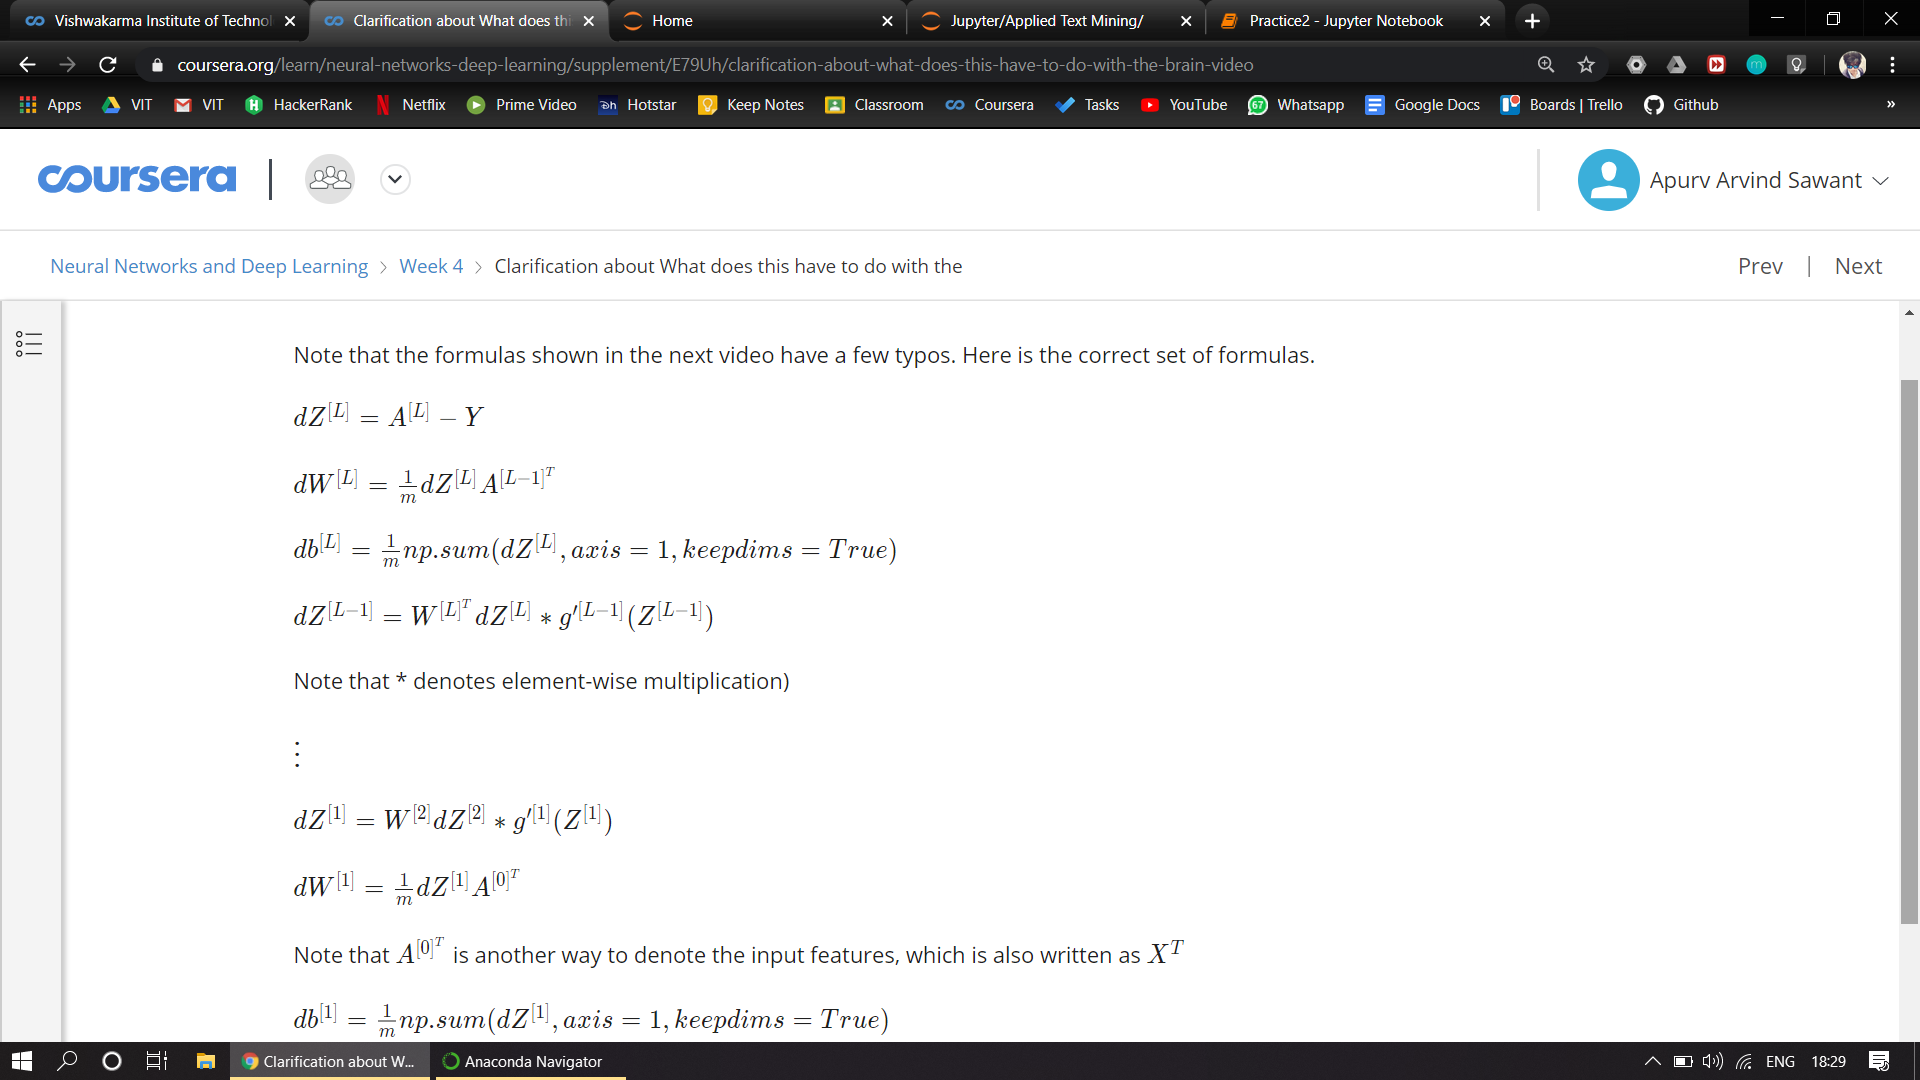 Vishwakarma Institute of Technol
Clarification about What does thi
Home
Jupyter/Applied Text Mining/
Practice2 - Jupyter Notebook
coursera.org/learn/neural-networks-deep-learning/supplement/E79Uh/clarification-about-what-does-this-have-to-do-with-the-brain-video
Apps VIT VIT HackerRank Netflix Prime Video Hotstar Keep Notes Classroom Coursera Tasks YouTube 67 Whatsapp Google Docs Boards | Trello Github »
coursera
Apurv Arvind Sawant
Neural Networks and Deep Learning > Week 4 > Clarification about What does this have to do with the
Prev | Next
Note that the formulas shown in the next video have a few typos. Here is the correct set of formulas.
dZ^{[L]} = A^{[L]} − Y
dW^{[L]} = \frac{1}{m} dZ^{[L]} A^{[L−1]^T}
db^{[L]} = \frac{1}{m} np.sum(dZ^{[L]}, axis = 1, keepdims = True)
dZ^{[L−1]} = W^{[L]^T} dZ^{[L]} * g'^{[L−1]}(Z^{[L−1]})
Note that * denotes element-wise multiplication)
⋮
dZ^{[1]} = W^{[2]} dZ^{[2]} * g'^{[1]}(Z^{[1]})
dW^{[1]} = \frac{1}{m} dZ^{[1]} A^{[0]^T}
Note that A^{[0]^T} is another way to denote the input features, which is also written as X^T
db^{[1]} = \frac{1}{m} np.sum(dZ^{[1]}, axis = 1, keepdims = True)
Clarification about W...
Anaconda Navigator
ENG
18:29